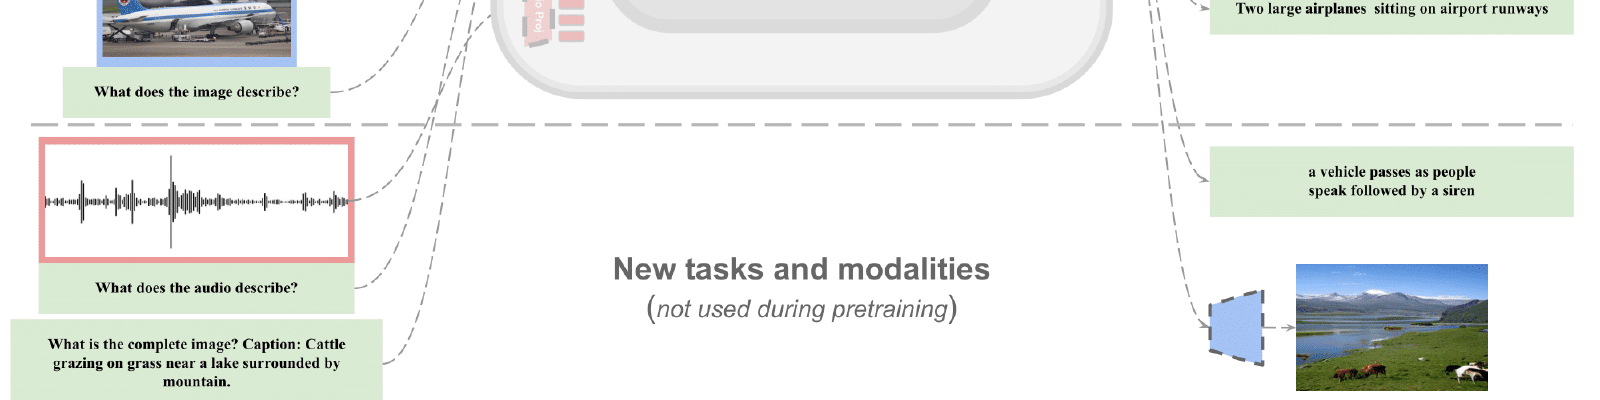 Two large airplanes sitting on airport runways
What does the image describe?
a vehicle passes as people
speak followed by a siren
What does the audio describe?
New tasks and modalities
(not used during pretraining)
What is the complete image? Caption: Cattle
grazing on grass near a lake surrounded by
mountain.